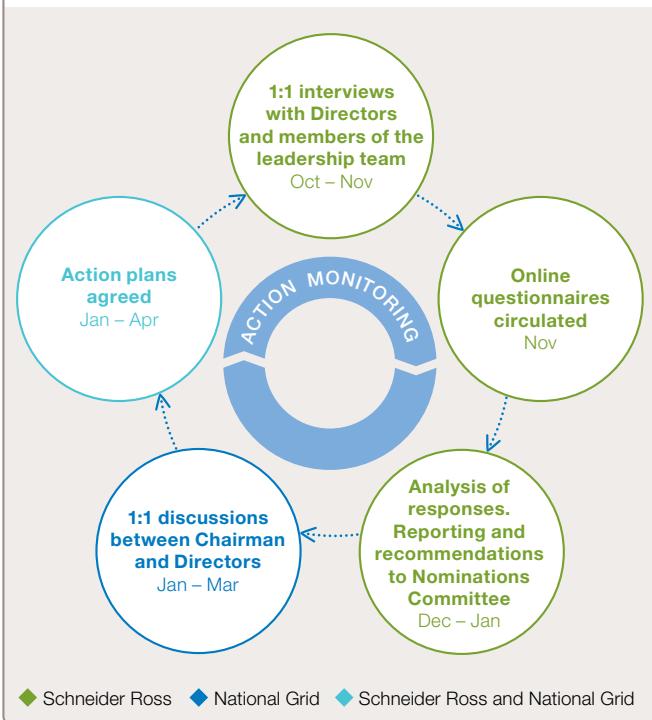 1:1 interviews
with Directors
and members of the
leadership team
Oct – Nov
Online
questionnaires
circulated
Nov
Analysis of
responses.
Reporting and
recommendations
to Nominations
Committee
Dec – Jan
1:1 discussions
between Chairman
and Directors
Jan – Mar
Action plans
agreed
Jan – Apr
ACTION MONITORING
Schneider Ross
National Grid
Schneider Ross and National Grid